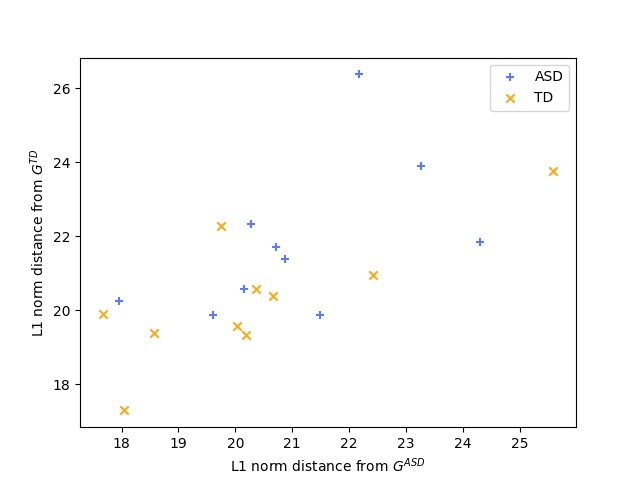 ASD
TD
26
24
22
20
18
L1 norm distance from G^{TD}
18 19 20 21 22 23 24 25
L1 norm distance from G^{ASD}